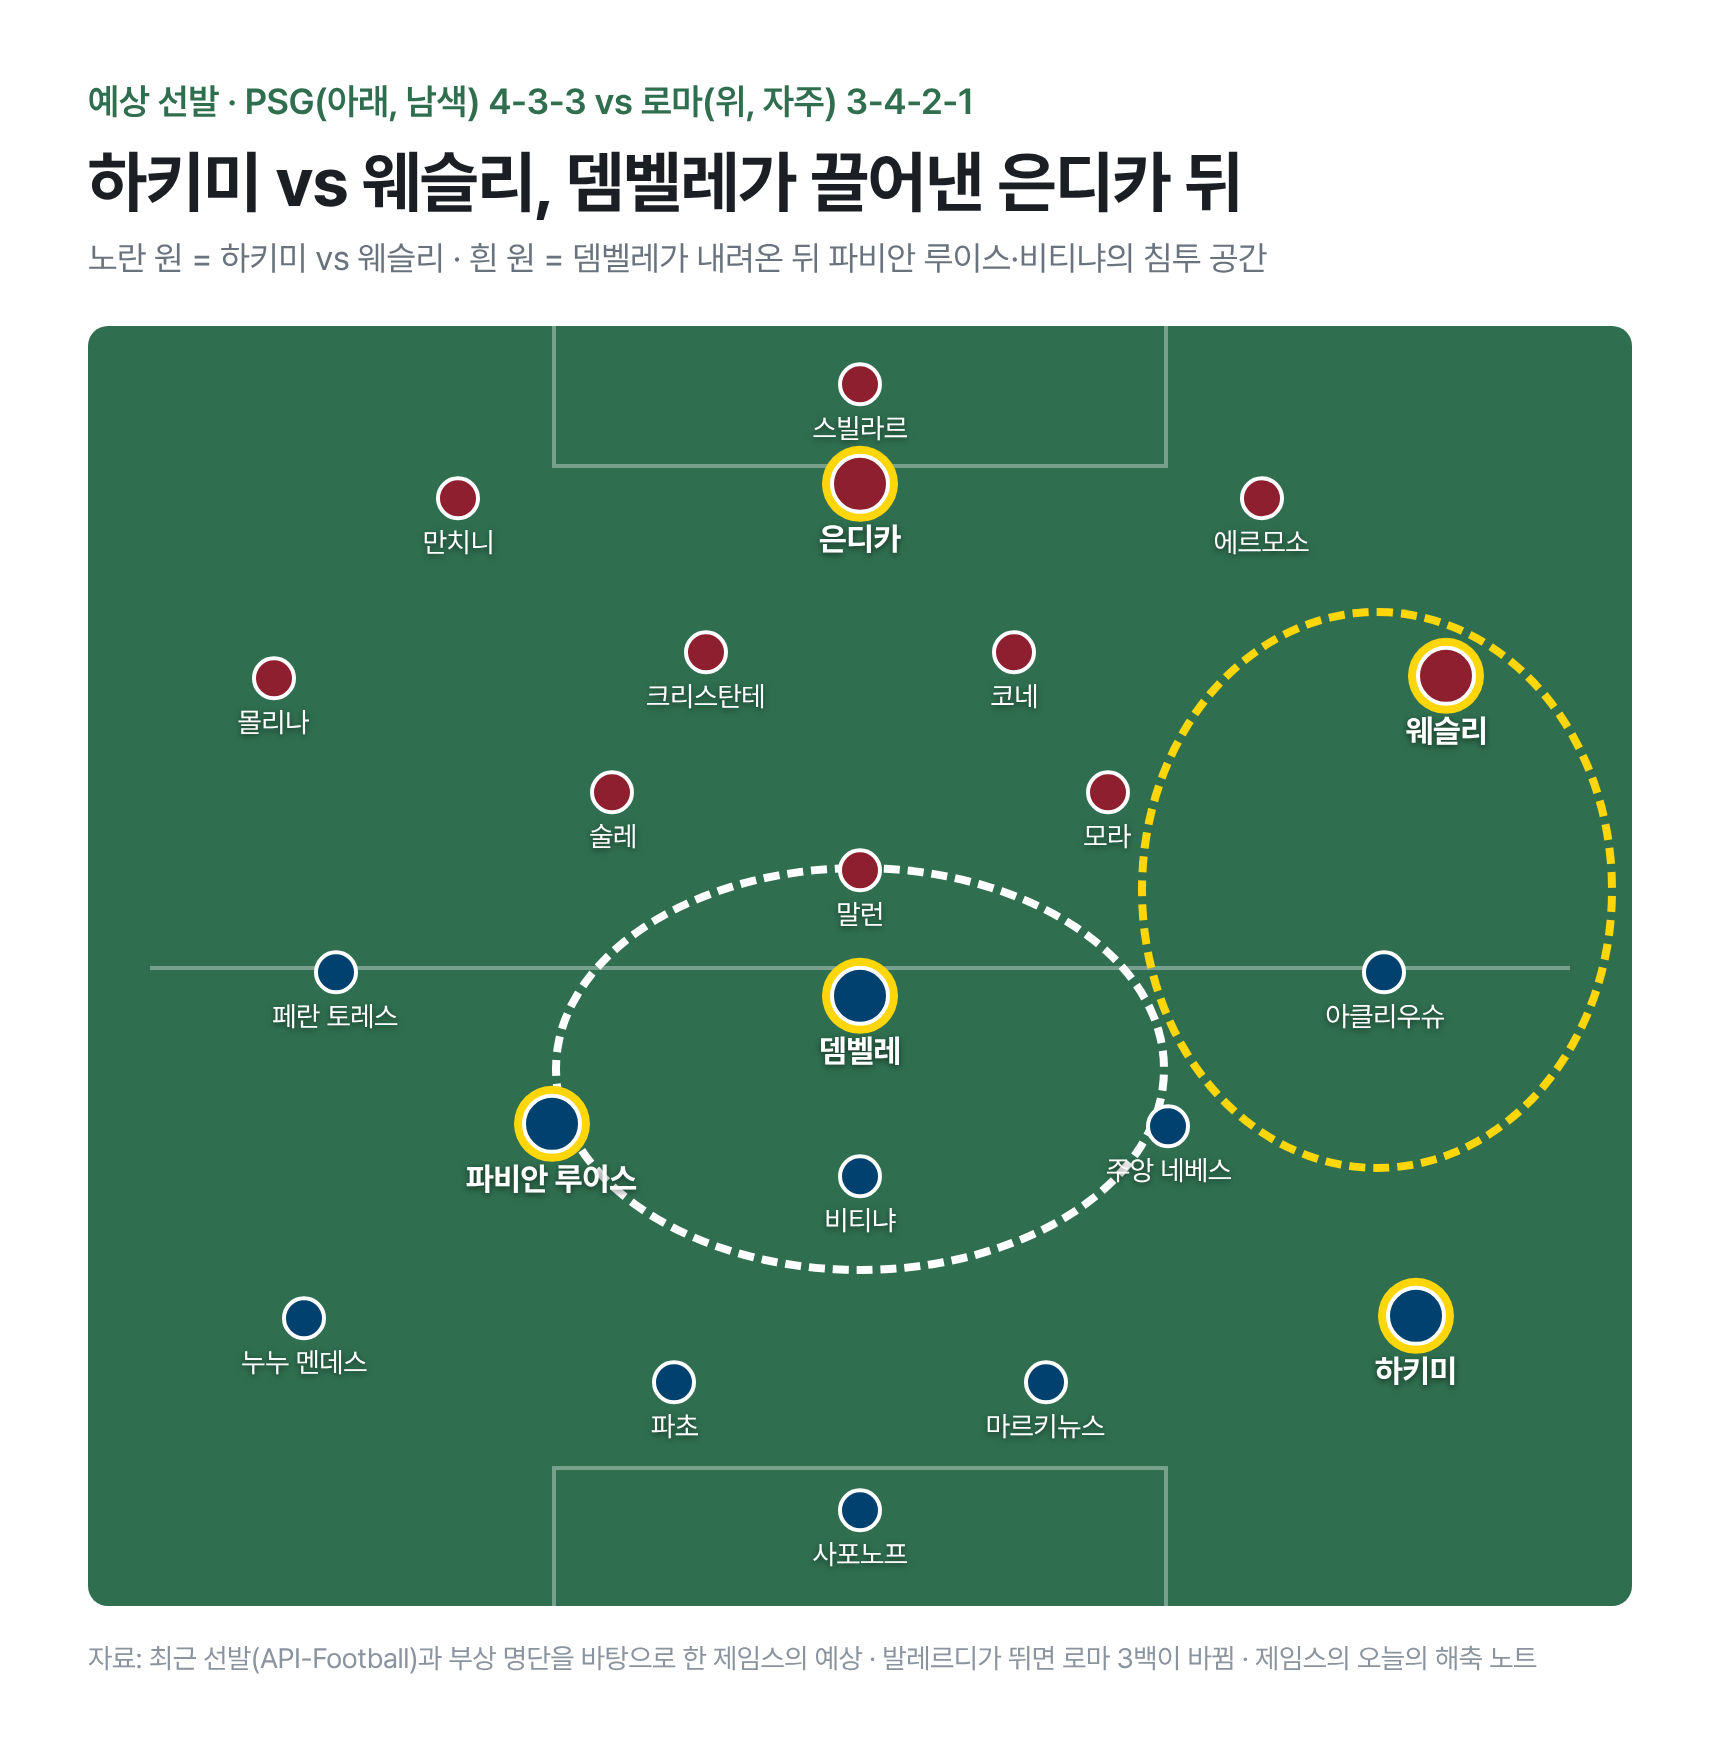 예상 선발 · PSG(아래, 남색) 4-3-3 vs 로마(위, 자주) 3-4-2-1
하키미 vs 웨슬리, 뎀벨레가 끌어낸 은디카 뒤
노란 원 = 하키미 vs 웨슬리 · 흰 원 = 뎀벨레가 내려온 뒤 파비안 루이스·비티냐의 침투 공간
스빌라르
만치니
은디카
에르모소
몰리나
크리스탄테
코네
웨슬리
술레
모라
말런
페란 토레스
뎀벨레
아클리우슈
파비안 루이스
비티냐
주앙 네베스
누누 멘데스
파초
마르키뉴스
하키미
사포노프
자료: 최근 선발(API-Football)과 부상 명단을 바탕으로 한 제임스의 예상 · 발레르디가 뛰면 로마 3백이 바뀜 · 제임스의 오늘의 해축 노트